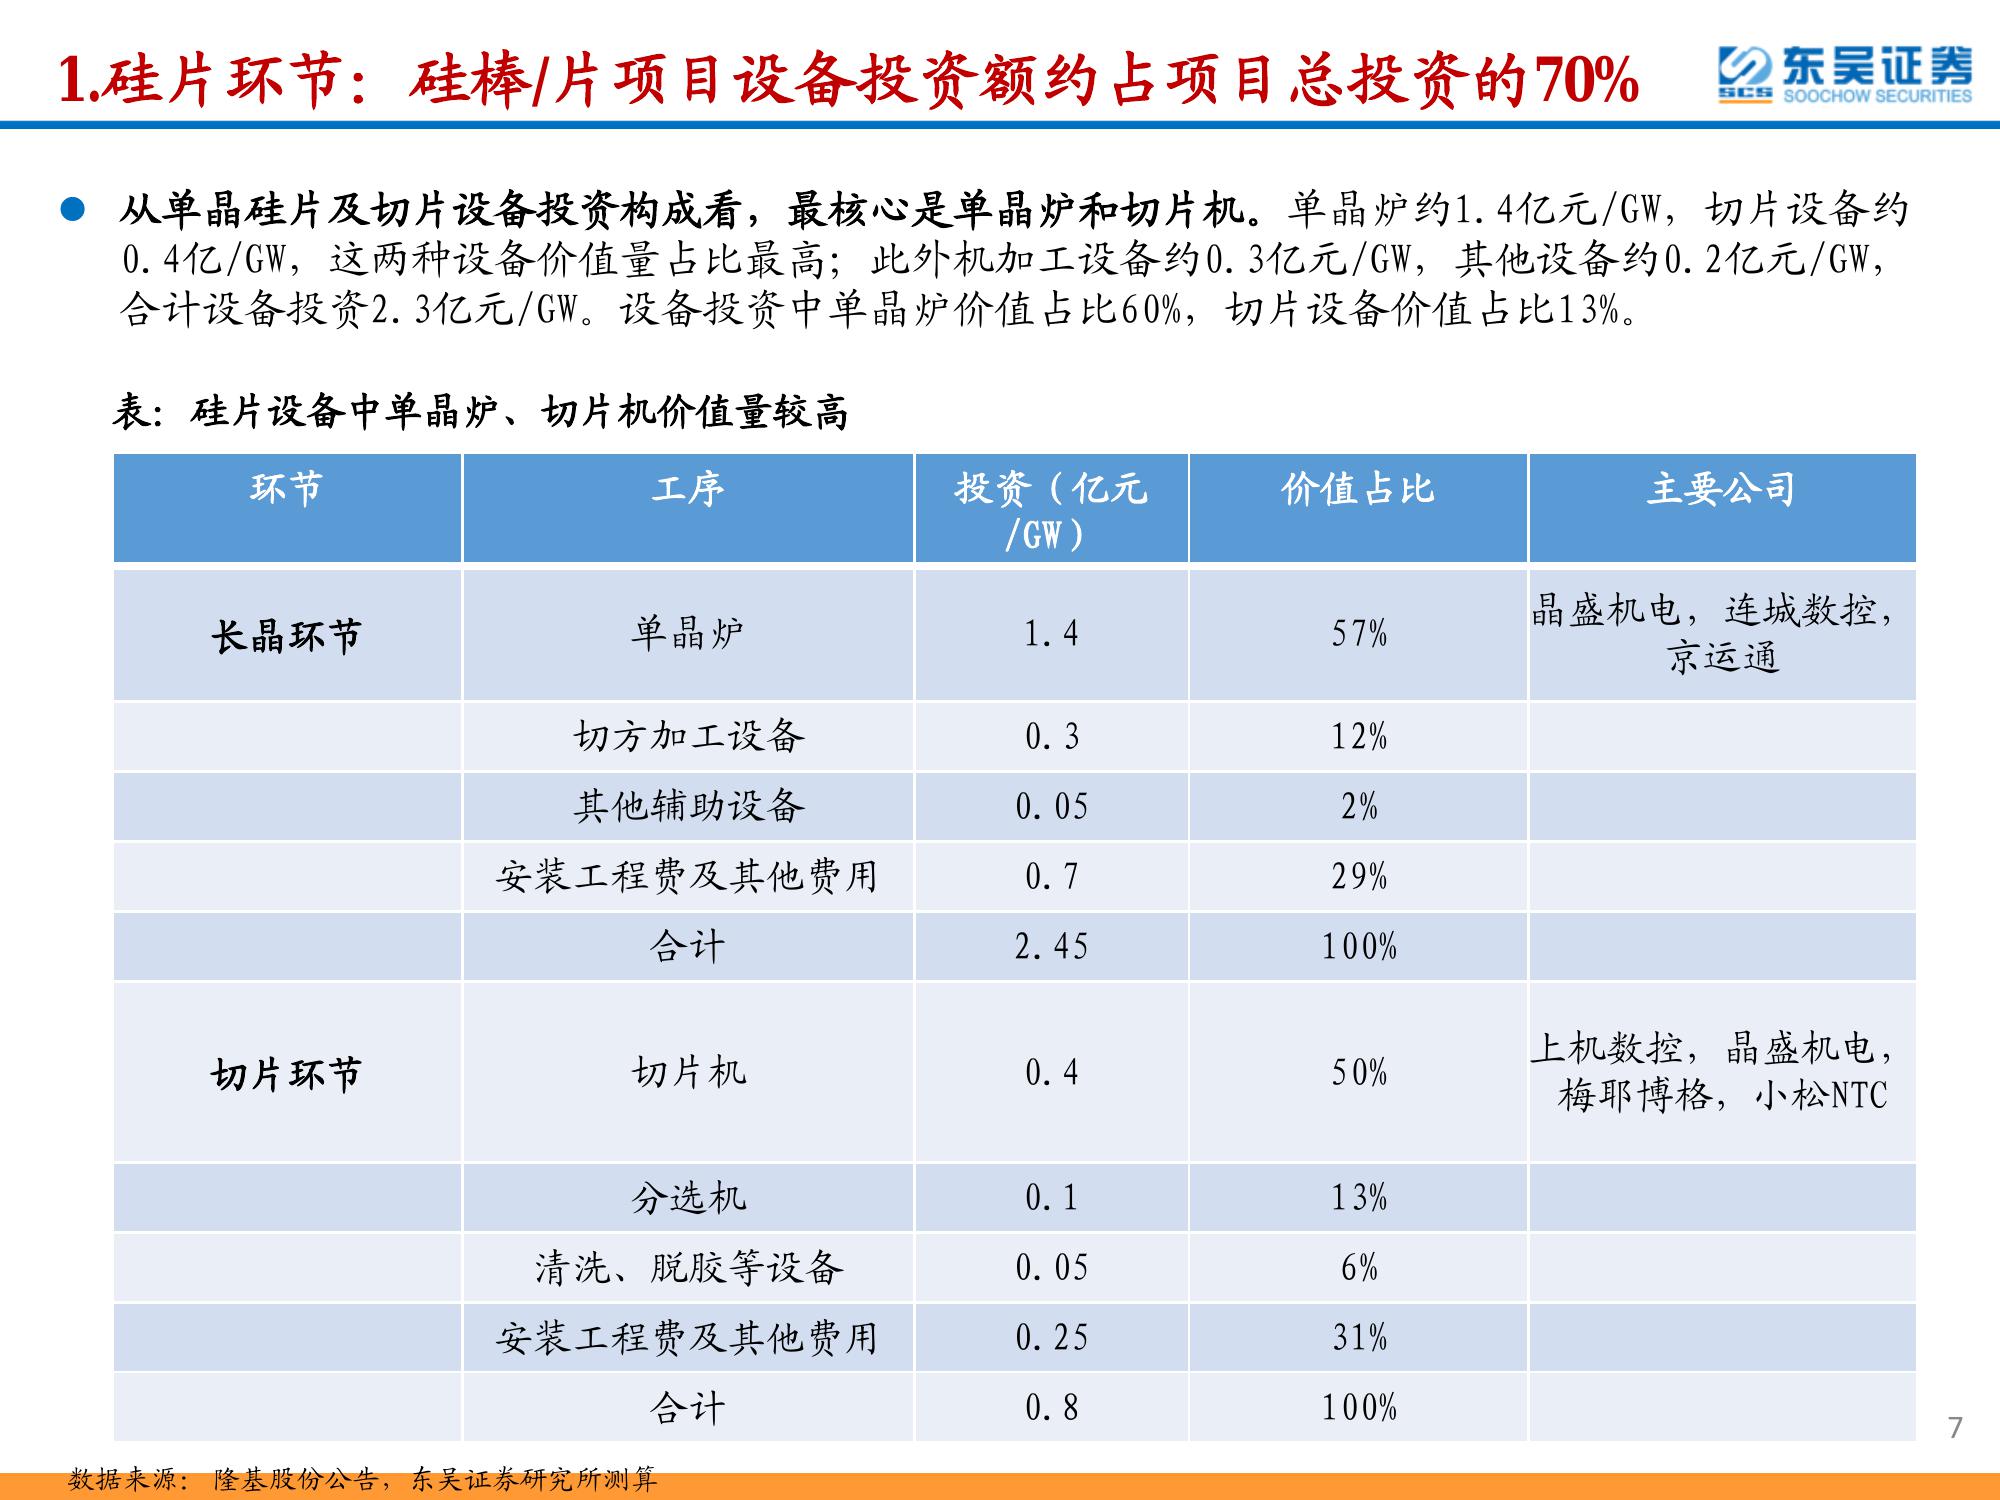 1.硅片环节：硅棒/片项目设备投资额约占项目总投资的70%
东吴证券
SCS SOOCHOW SECURITIES
从单晶硅片及切片设备投资构成看，最核心是单晶炉和切片机。单晶炉约1.4亿元/GW，切片设备约
0.4亿/GW，这两种设备价值量占比最高；此外机加工设备约0.3亿元/GW，其他设备约0.2亿元/GW，
合计设备投资2.3亿元/GW。设备投资中单晶炉价值占比60%，切片设备价值占比13%。
表：硅片设备中单晶炉、切片机价值量较高
环节 工序 投资（亿元/GW） 价值占比 主要公司
长晶环节 单晶炉 1.4 57% 晶盛机电，连城数控，京运通
切方加工设备 0.3 12%
其他辅助设备 0.05 2%
安装工程费及其他费用 0.7 29%
合计 2.45 100%
切片环节 切片机 0.4 50% 上机数控，晶盛机电，梅耶博格，小松NTC
分选机 0.1 13%
清洗、脱胶等设备 0.05 6%
安装工程费及其他费用 0.25 31%
合计 0.8 100%
7
数据来源：隆基股份公告，东吴证券研究所测算